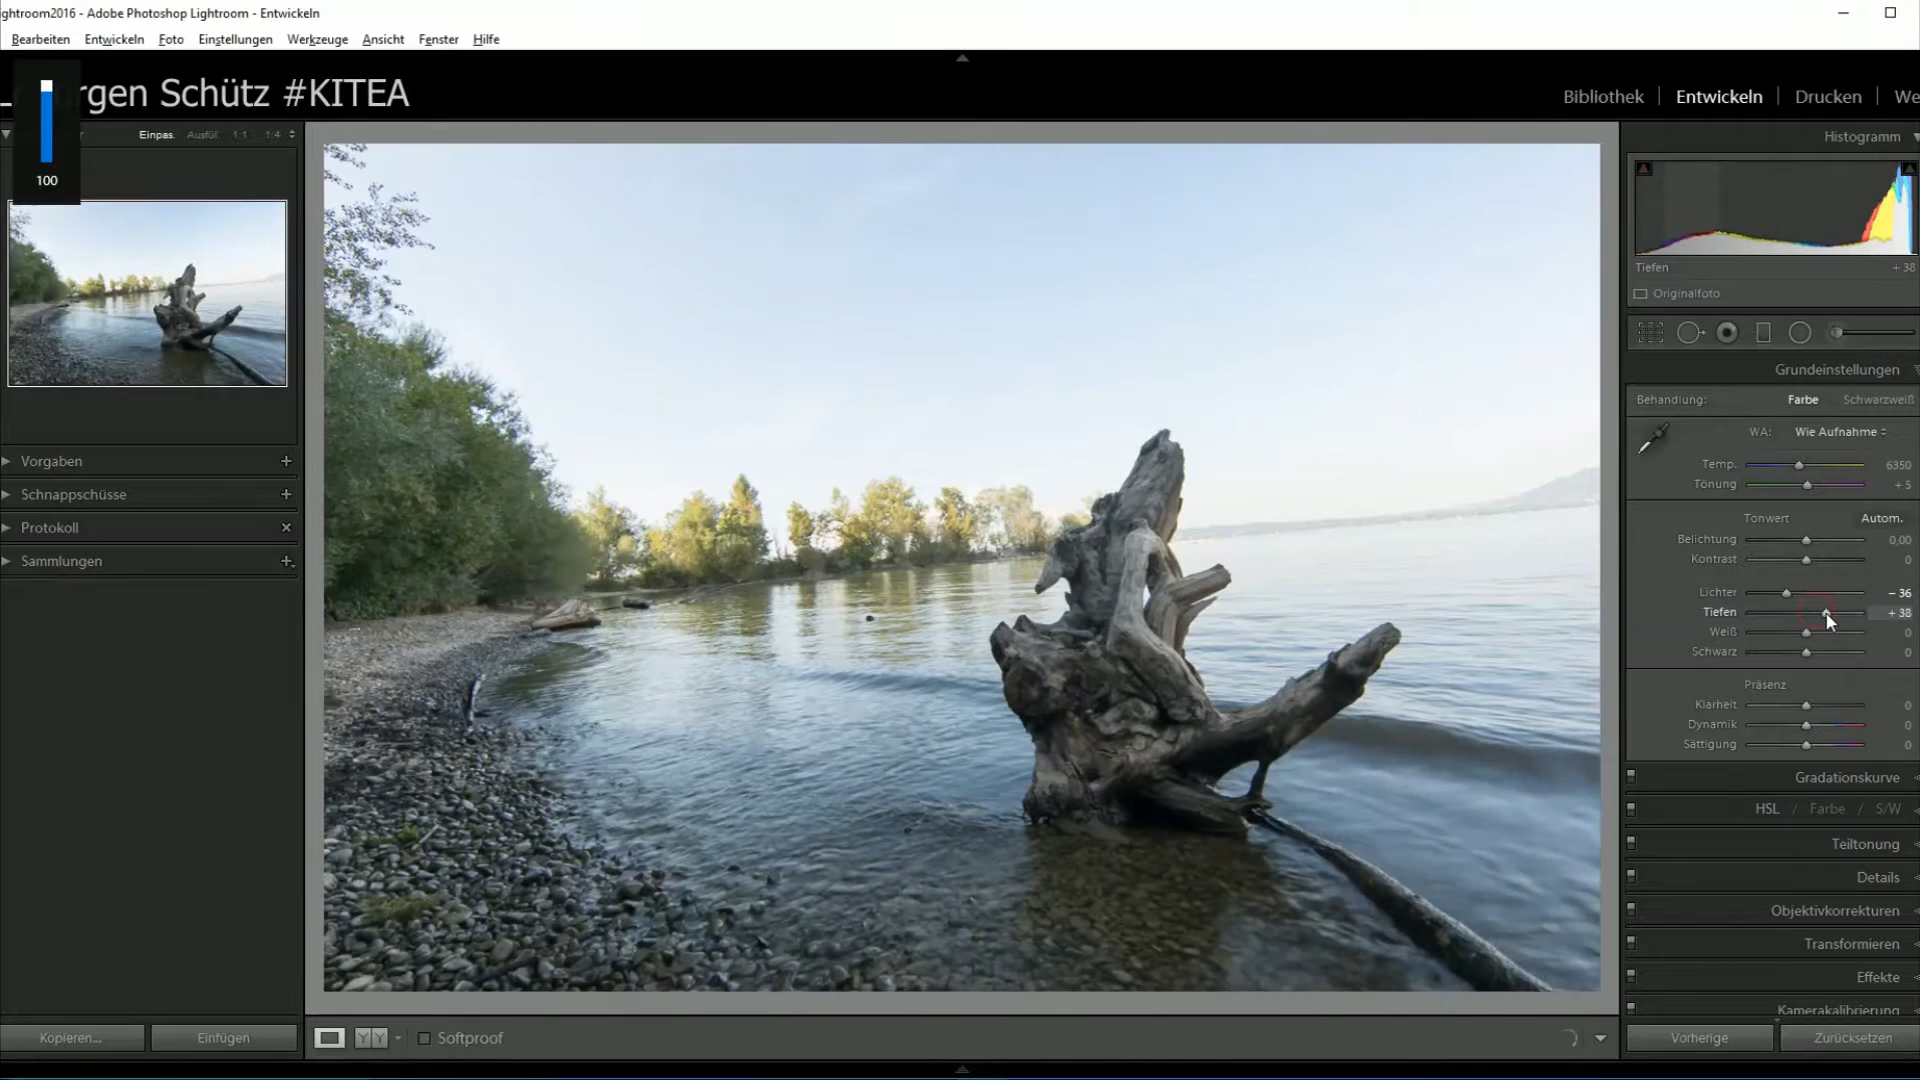 ghtroom2016 - Adobe Photoshop Lightroom - Entwickeln
Bearbeiten Entwickeln Foto Einstellungen Werkzeuge Ansicht Fenster Hilfe
rgen Schütz #KITEA
Bibliothek | Entwickeln | Drucken | We
100
Einpas. Ausfül. 1:1 1:4
Histogramm
Tiefen + 38
Originalfoto
Grundeinstellungen
Behandlung: Farbe Schwarzweiß
WA: Wie Aufnahme
Temp. 6350
Tönung + 5
Tonwert Autom.
Belichtung 0,00
Kontrast 0
Lichter – 36
Tiefen + 38
Weiß 0
Schwarz 0
Präsenz
Klarheit 0
Dynamik 0
Sättigung 0
Gradationskurve
HSL / Farbe / S/W
Teiltonung
Details
Objektivkorrekturen
Transformieren
Effekte
Kamerakalibrierung
Vorgaben +
Schnappschüsse +
Protokoll ×
Sammlungen +
Kopieren... Einfügen
YY Softproof
Vorherige Zurücksetzen